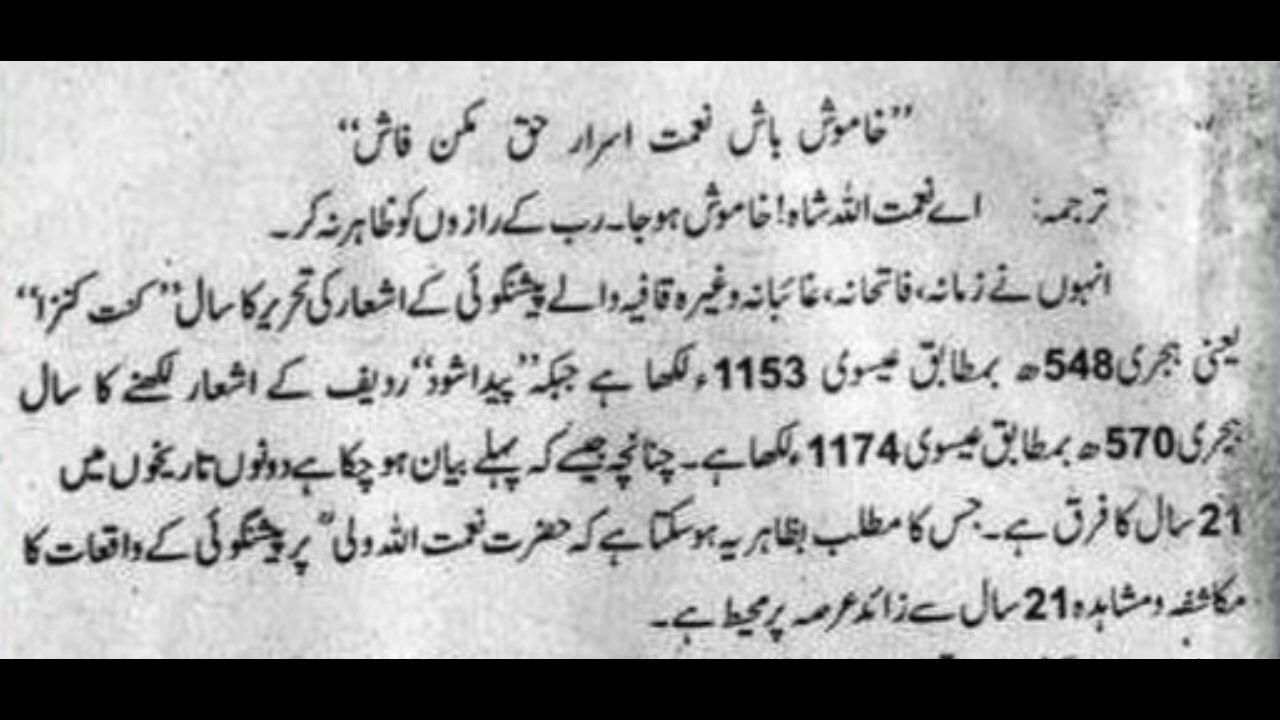 ”خاموش باش نعمت اسرار حق مکن فاش“
ترجمہ: اے نعمت اللہ شاہ! خاموش ہو جا۔ رب کے رازوں کو ظاہر نہ کر۔
انہوں نے زمانہ، فاتحانہ، غائبانہ وغیرہ قافیہ والے پیشنگوئی کے اشعار کی تحریر کا سال ”کنت کنزا“
یعنی ہجری 548ھ بمطابق عیسوی 1153ء لکھا ہے جبکہ ”پیدا شود“ ردیف کے اشعار لکھنے کا سال
ہجری 570ھ بمطابق عیسوی 1174ء لکھا ہے۔ چنانچہ جیسے کہ پہلے بیان ہو چکا ہے دونوں تاریخوں میں
21 سال کا فرق ہے۔ جس کا مطلب بظاہر یہ ہو سکتا ہے کہ حضرت نعمت اللہ ولیؒ پر پیشنگوئی کے واقعات کا
مکاشفہ و مشاہدہ 21 سال سے زائد عرصہ پر محیط ہے۔